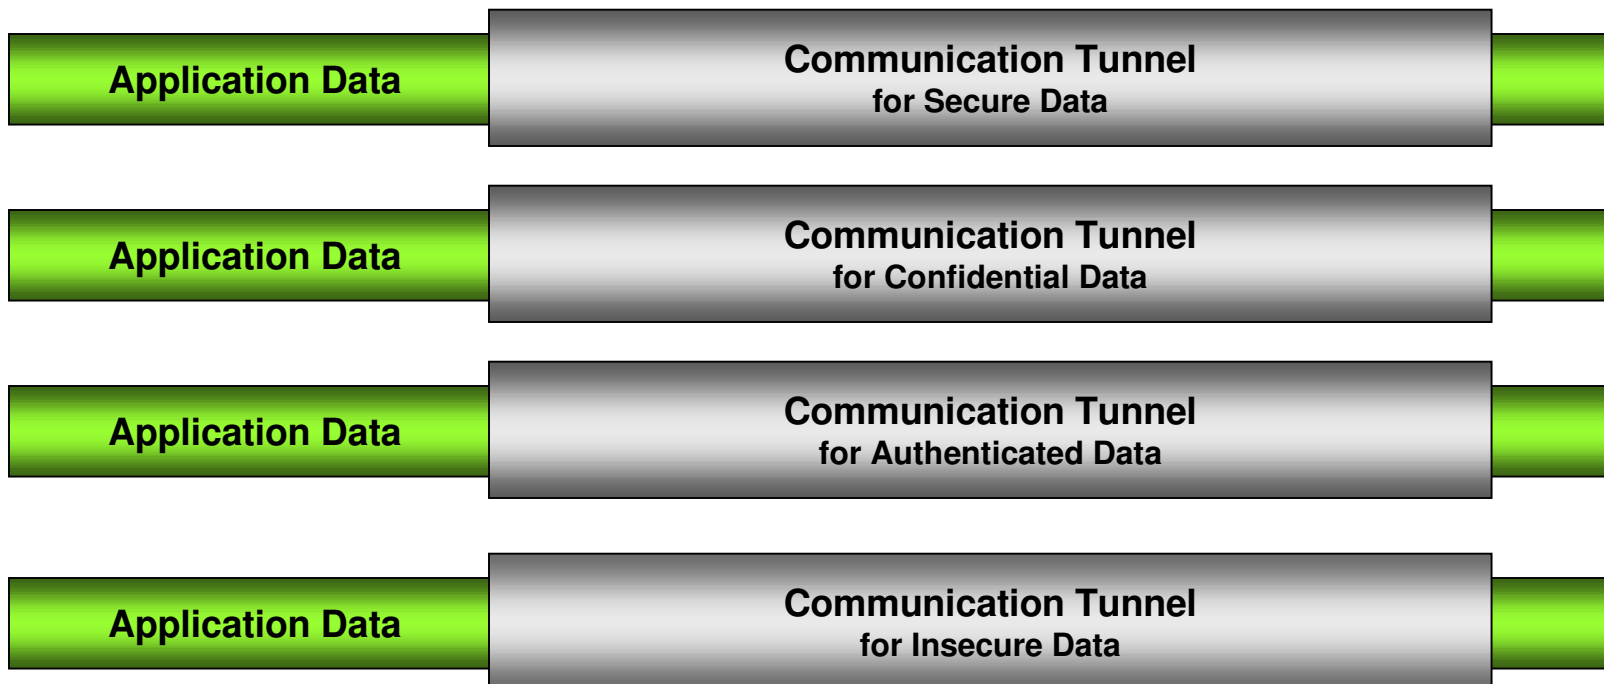 Application Data
Communication Tunnel
for Secure Data
Application Data
Communication Tunnel
for Confidential Data
Application Data
Communication Tunnel
for Authenticated Data
Application Data
Communication Tunnel
for Insecure Data